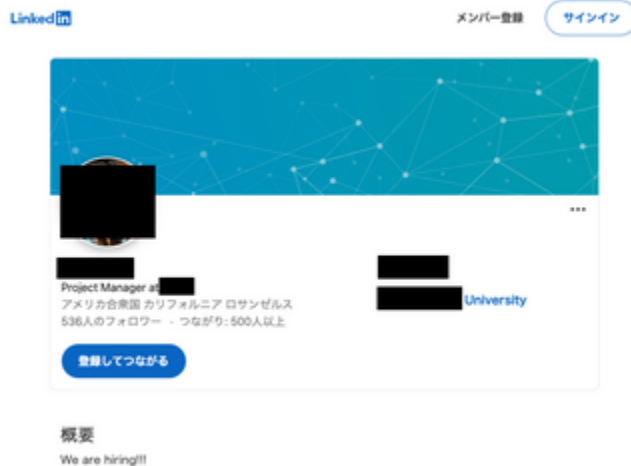 LinkedIn
メンバー登録
サインイン
Project Manager at
アメリカ合衆国 カリフォルニア ロサンゼルス
536人のフォロワー · つながり: 500人以上
University
登録してつながる
概要
We are hiring!!!